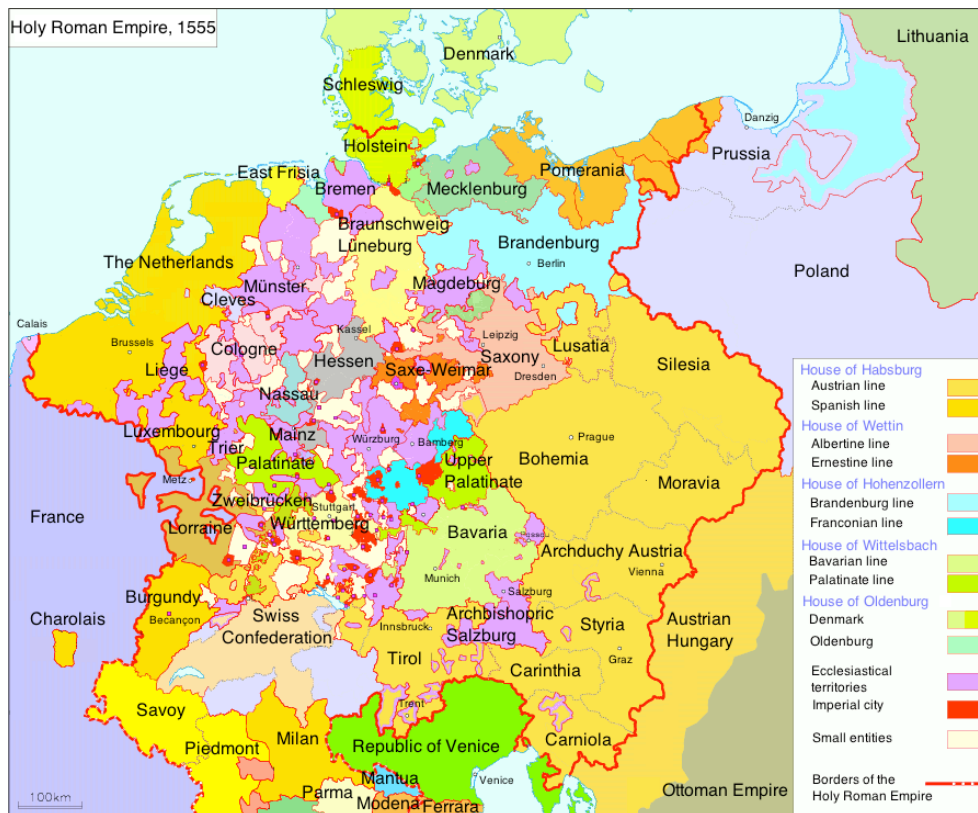 Holy Roman Empire, 1555
Denmark
Lithuania
Schleswig
Danzig
Holstein
Prussia
East Frisia
Pomerania
Bremen
Mecklenburg
Braunschweig
Lüneburg
Brandenburg
The Netherlands
Berlin
Poland
Münster
Magdeburg
Cleves
Calais
Kassel
Leipzig
Brussels
Cologne
Lusatia
Liège
Hessen
Saxony
Silesia
Saxe-Weimar
Dresden
Nassau
Luxembourg
Mainz
Trier
Würzburg
Bamberg
Prague
Palatinate
Upper
Palatinate
Bohemia
Metz
Moravia
Zweibrücken
Stuttgart
France
Lorraine
Württemberg
Bavaria
Archduchy Austria
Munich
Vienna
Burgundy
Salzburg
Charolais
Becançon
Swiss
Confederation
Archbishopric
Salzburg
Innsbruck
Styria
Austrian
Hungary
Tirol
Graz
Carinthia
Savoy
Trent
Milan
Carniola
Piedmont
Republic of Venice
Mantua
Venice
Parma
Modena
Ferrara
Ottoman Empire
100km
House of Habsburg
Austrian line
Spanish line
House of Wettin
Albertine line
Ernestine line
House of Hohenzollern
Brandenburg line
Franconian line
House of Wittelsbach
Bavarian line
Palatinate line
House of Oldenburg
Denmark
Oldenburg
Ecclesiastical
territories
Imperial city
Small entities
Borders of the
Holy Roman Empire